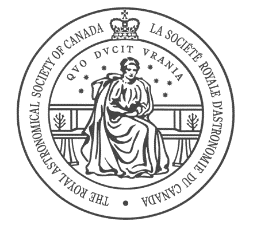 THE ROYAL ASTRONOMICAL SOCIETY OF CANADA
LA SOCIÉTÉ ROYALE D'ASTRONOMIE DU CANADA
QVO DVCIT VRANIA